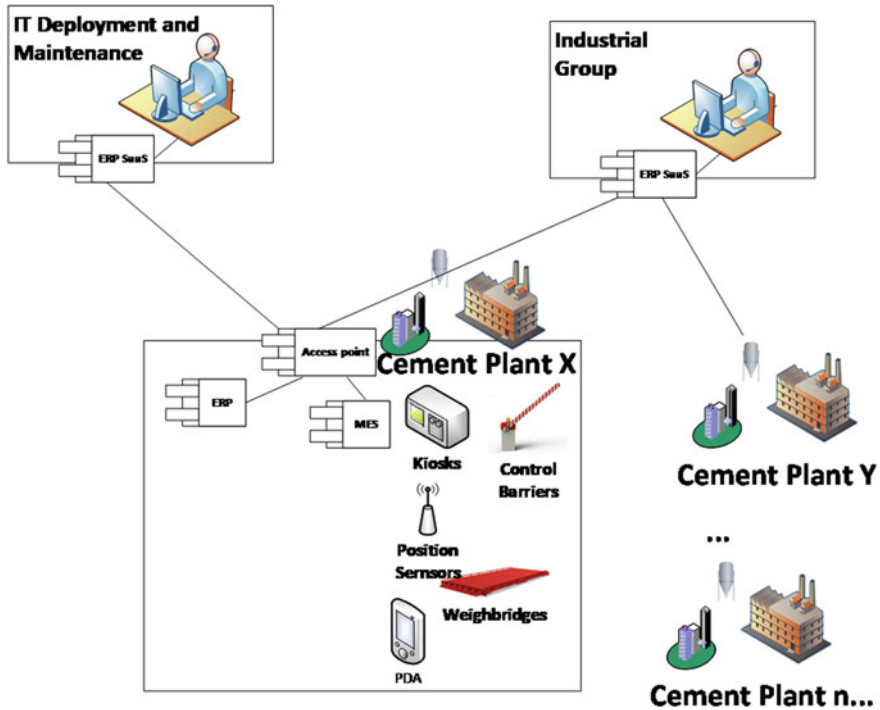 IT Deployment and
Maintenance
Industrial
Group
ERP SaaS
ERP SaaS
Access point
Cement Plant X
ERP
MES
Kiosks
Control
Barriers
Position
Sernsors
Weighbridges
PDA
Cement Plant Y
...
Cement Plant n...